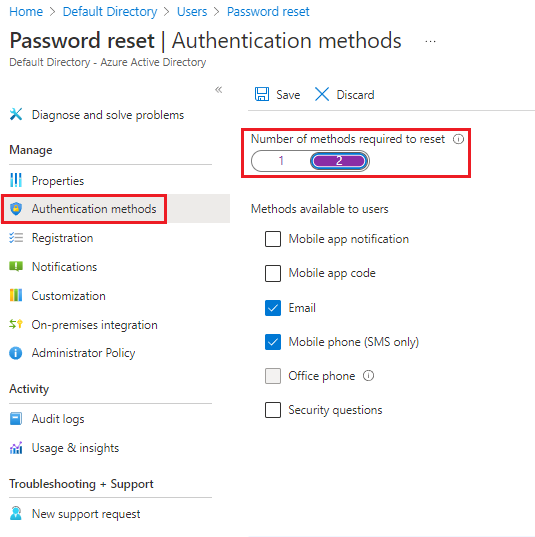 Home > Default Directory > Users > Password reset
Password reset | Authentication methods ...
Default Directory - Azure Active Directory
«
Save Discard
Diagnose and solve problems
Manage
Number of methods required to reset
1 2
Properties
Authentication methods
Registration
Notifications
Customization
On-premises integration
Administrator Policy
Activity
Audit logs
Usage & insights
Troubleshooting + Support
New support request
Methods available to users
Mobile app notification
Mobile app code
Email
Mobile phone (SMS only)
Office phone
Security questions